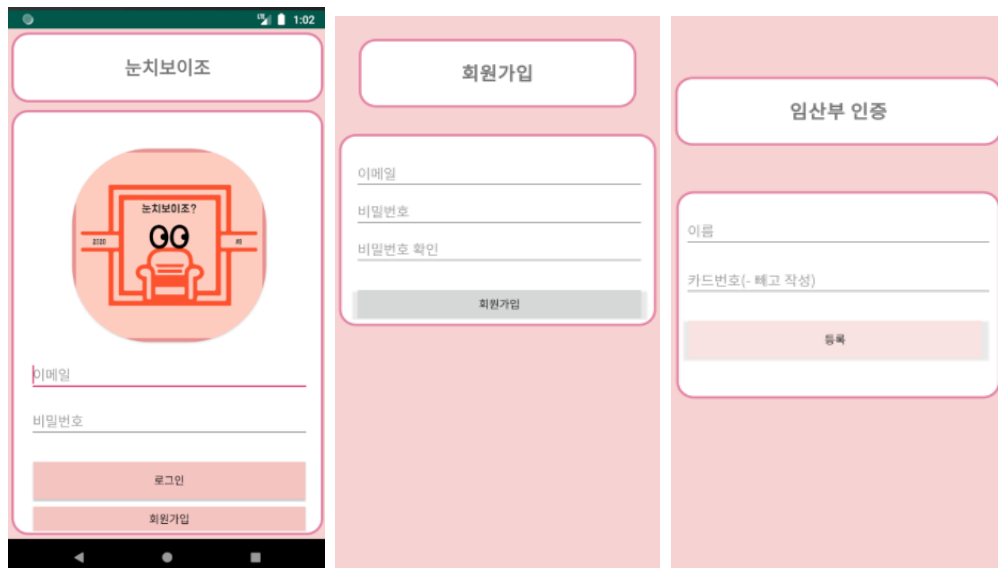 1:02
눈치보이조
눈치보이조?
2020
이메일
비밀번호
로그인
회원가입
회원가입
이메일
비밀번호
비밀번호 확인
회원가입
임산부 인증
이름
카드번호(- 빼고 작성)
등록